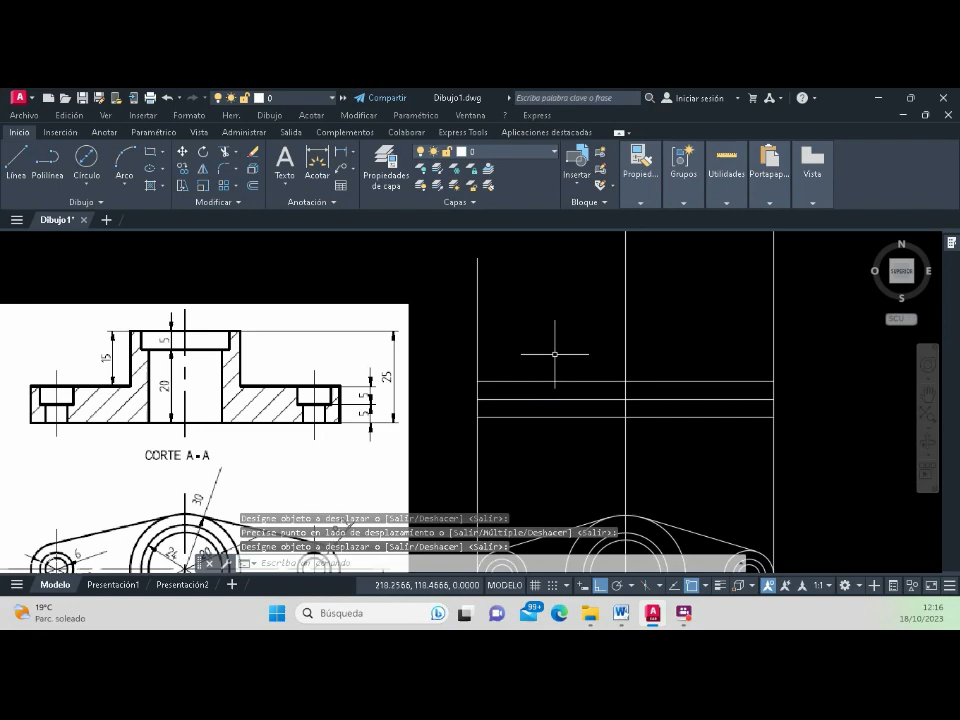 A Compartir Dibujo1.dwg Escriba palabra clave o frase Iniciar sesión
0
Archivo Edición Ver Insertar Formato Herr. Dibujo Acotar Modificar Paramétrico Ventana ? Express
Inicio Inserción Anotar Paramétrico Vista Administrar Salida Complementos Colaborar Express Tools Aplicaciones destacadas
0
Línea Polilínea Círculo Arco Texto Acotar Propiedades de capa Insertar Propied... Grupos Utilidades Portapap... Vista
Dibujo Modificar Anotación Capas Bloque
Dibujo1*
N
O SUPERIOR E
S
SCU
5
15
20
25
5
5
CORTE A-A
30
6
24
Designe objeto a desplazar o [Salir/Deshacer] <Salir>:
Precise punto en lado de desplazamiento o [Salir/Múltiple/Deshacer] <Salir>:
Designe objeto a desplazar o [Salir/Deshacer] <Salir>:
Escriba un comando
Modelo Presentación1 Presentación2 218.2566, 118.4666, 0.0000 MODELO 1:1
19°C
Parc. soleado
Búsqueda
99+
12:16
18/10/2023